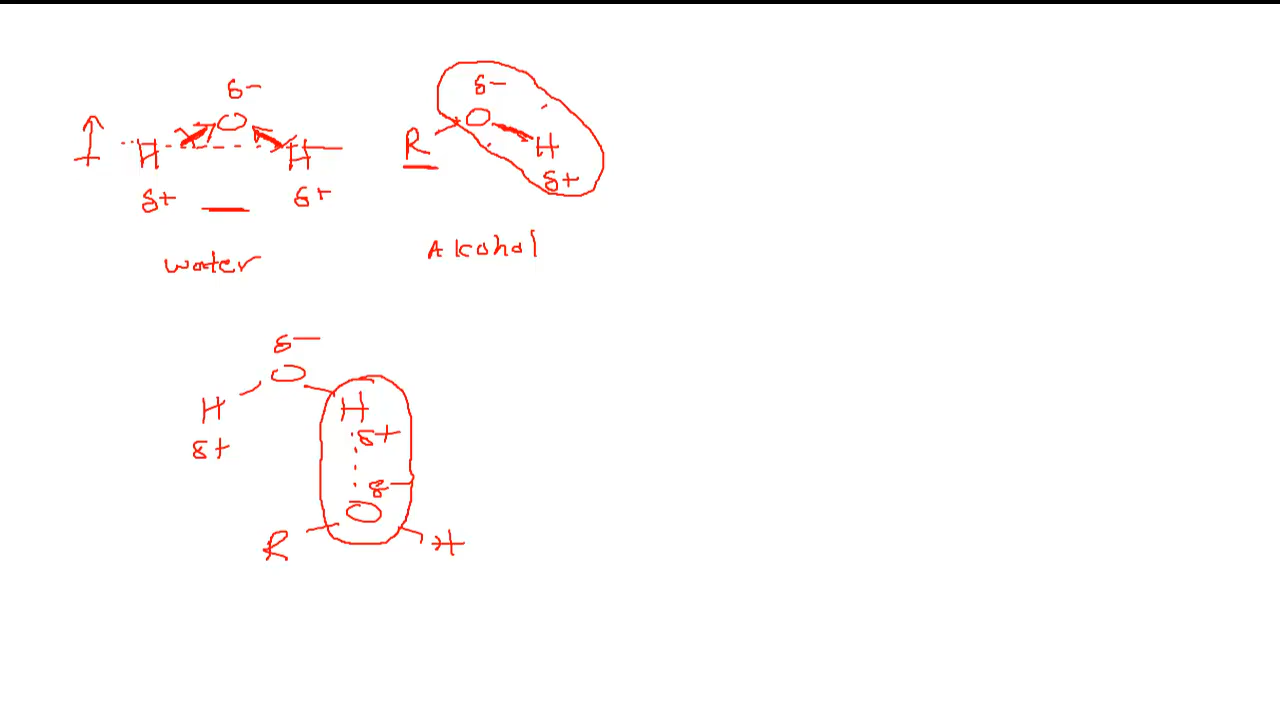 δ- δ-
H O H R O H
δ+ δ+ δ+
water Alcohol
δ-
O
H H
δ+ δ+
δ-
O
R H